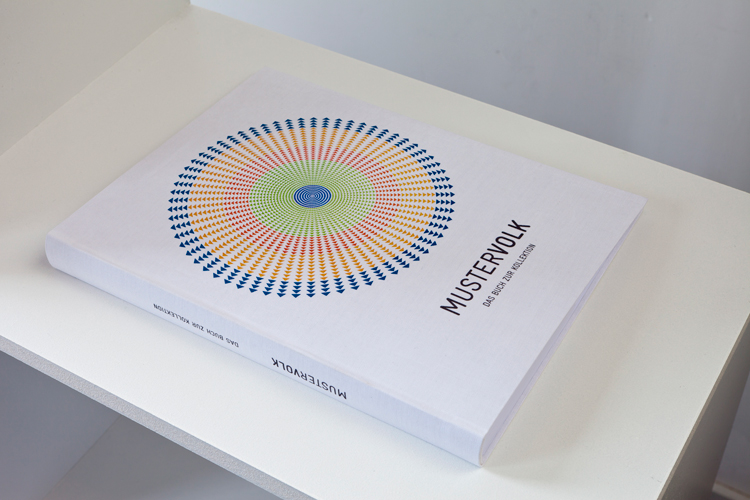 MUSTERVOLK
DAS BUCH ZUR KOLLEKTION
MUSTERVOLK
DAS BUCH ZUR KOLLEKTION